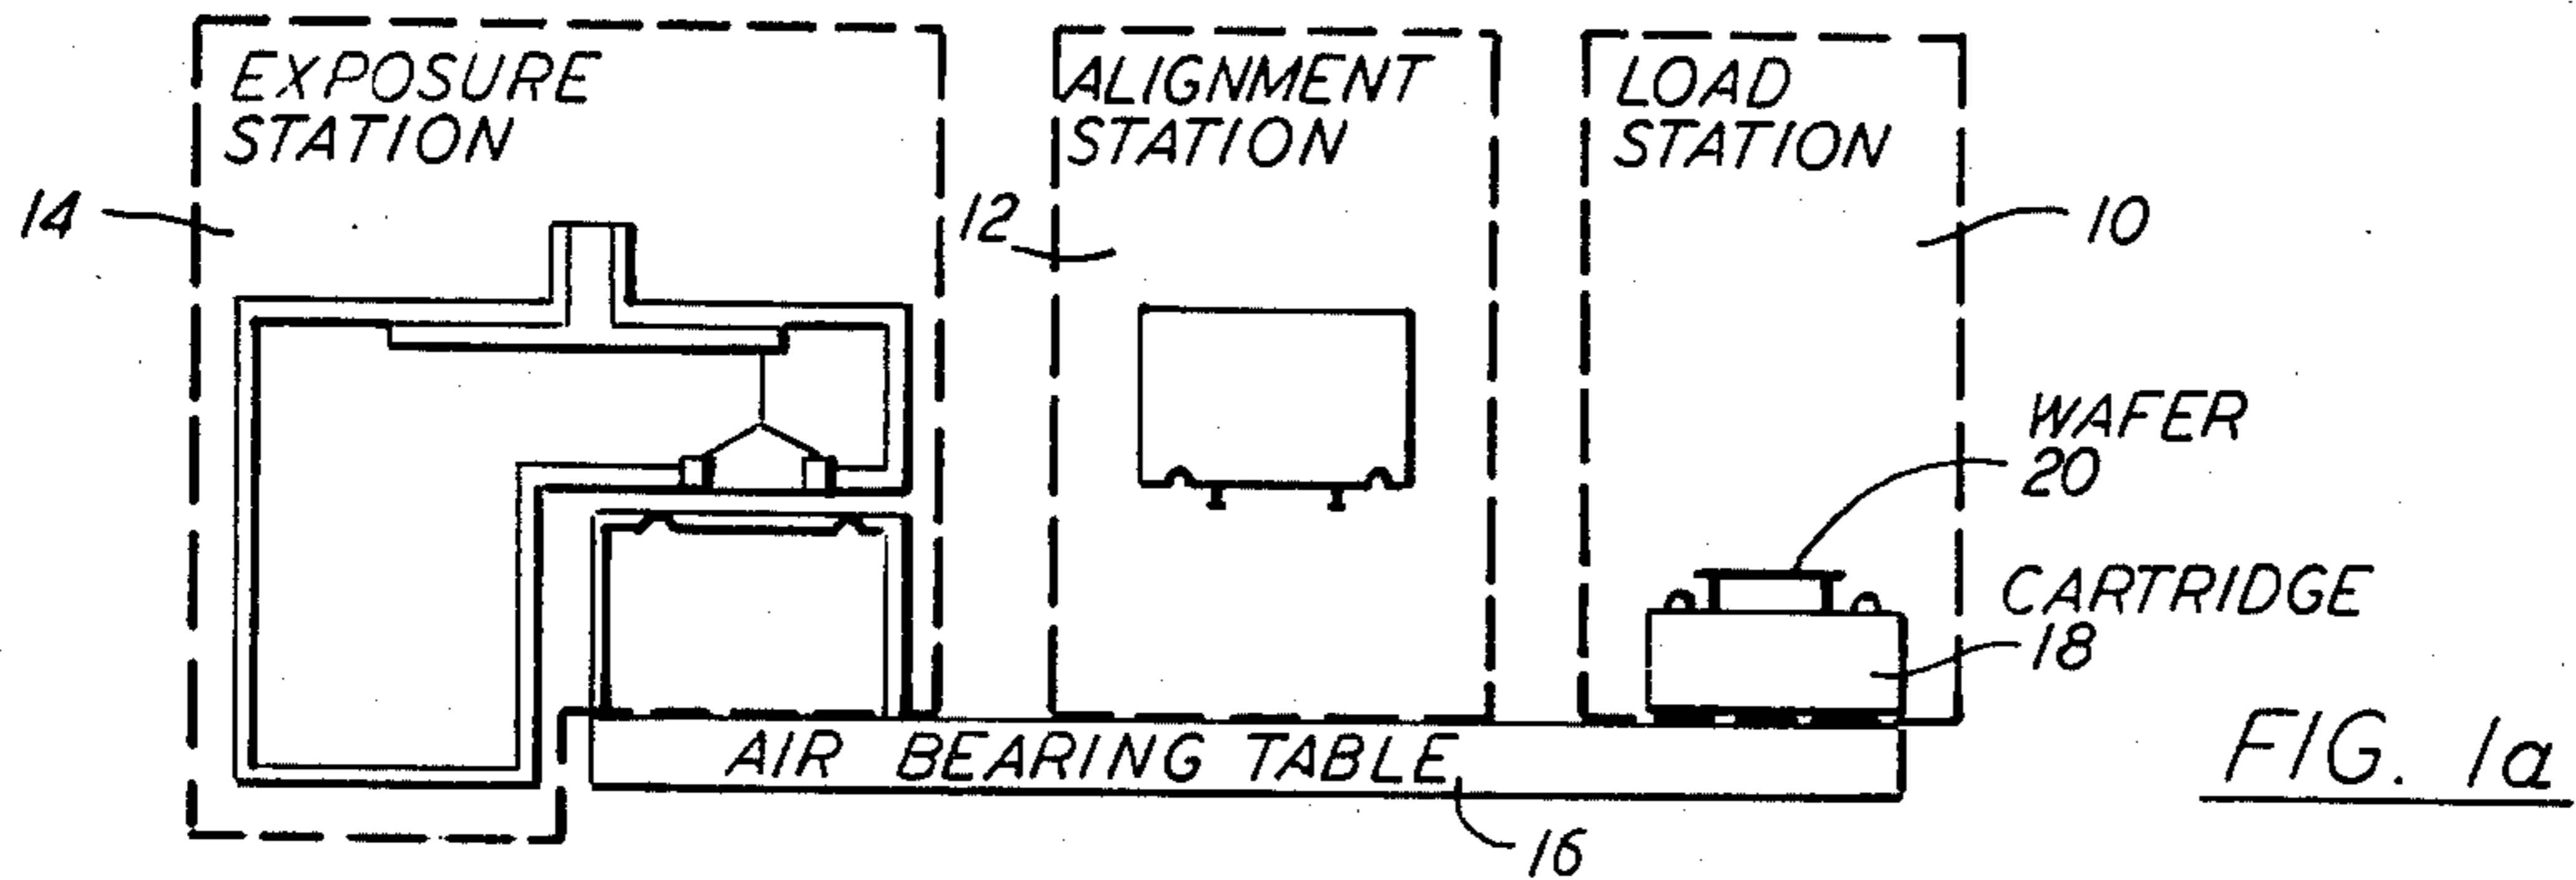 EXPOSURE
STATION
14
ALIGNMENT
STATION
12
LOAD
STATION
10
WAFER
20
CARTRIDGE
18
AIR BEARING TABLE
16
FIG. 1a